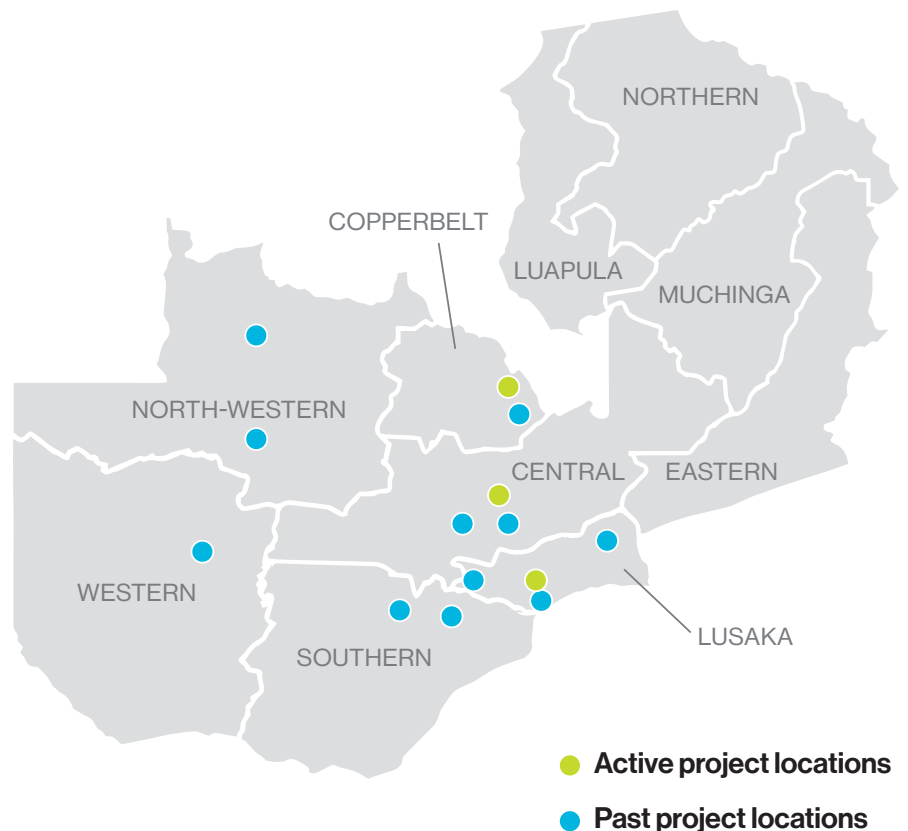 NORTHERN
COPPERBELT
LUAPULA
MUCHINGA
NORTH-WESTERN
CENTRAL
EASTERN
WESTERN
LUSAKA
SOUTHERN
Active project locations
Past project locations